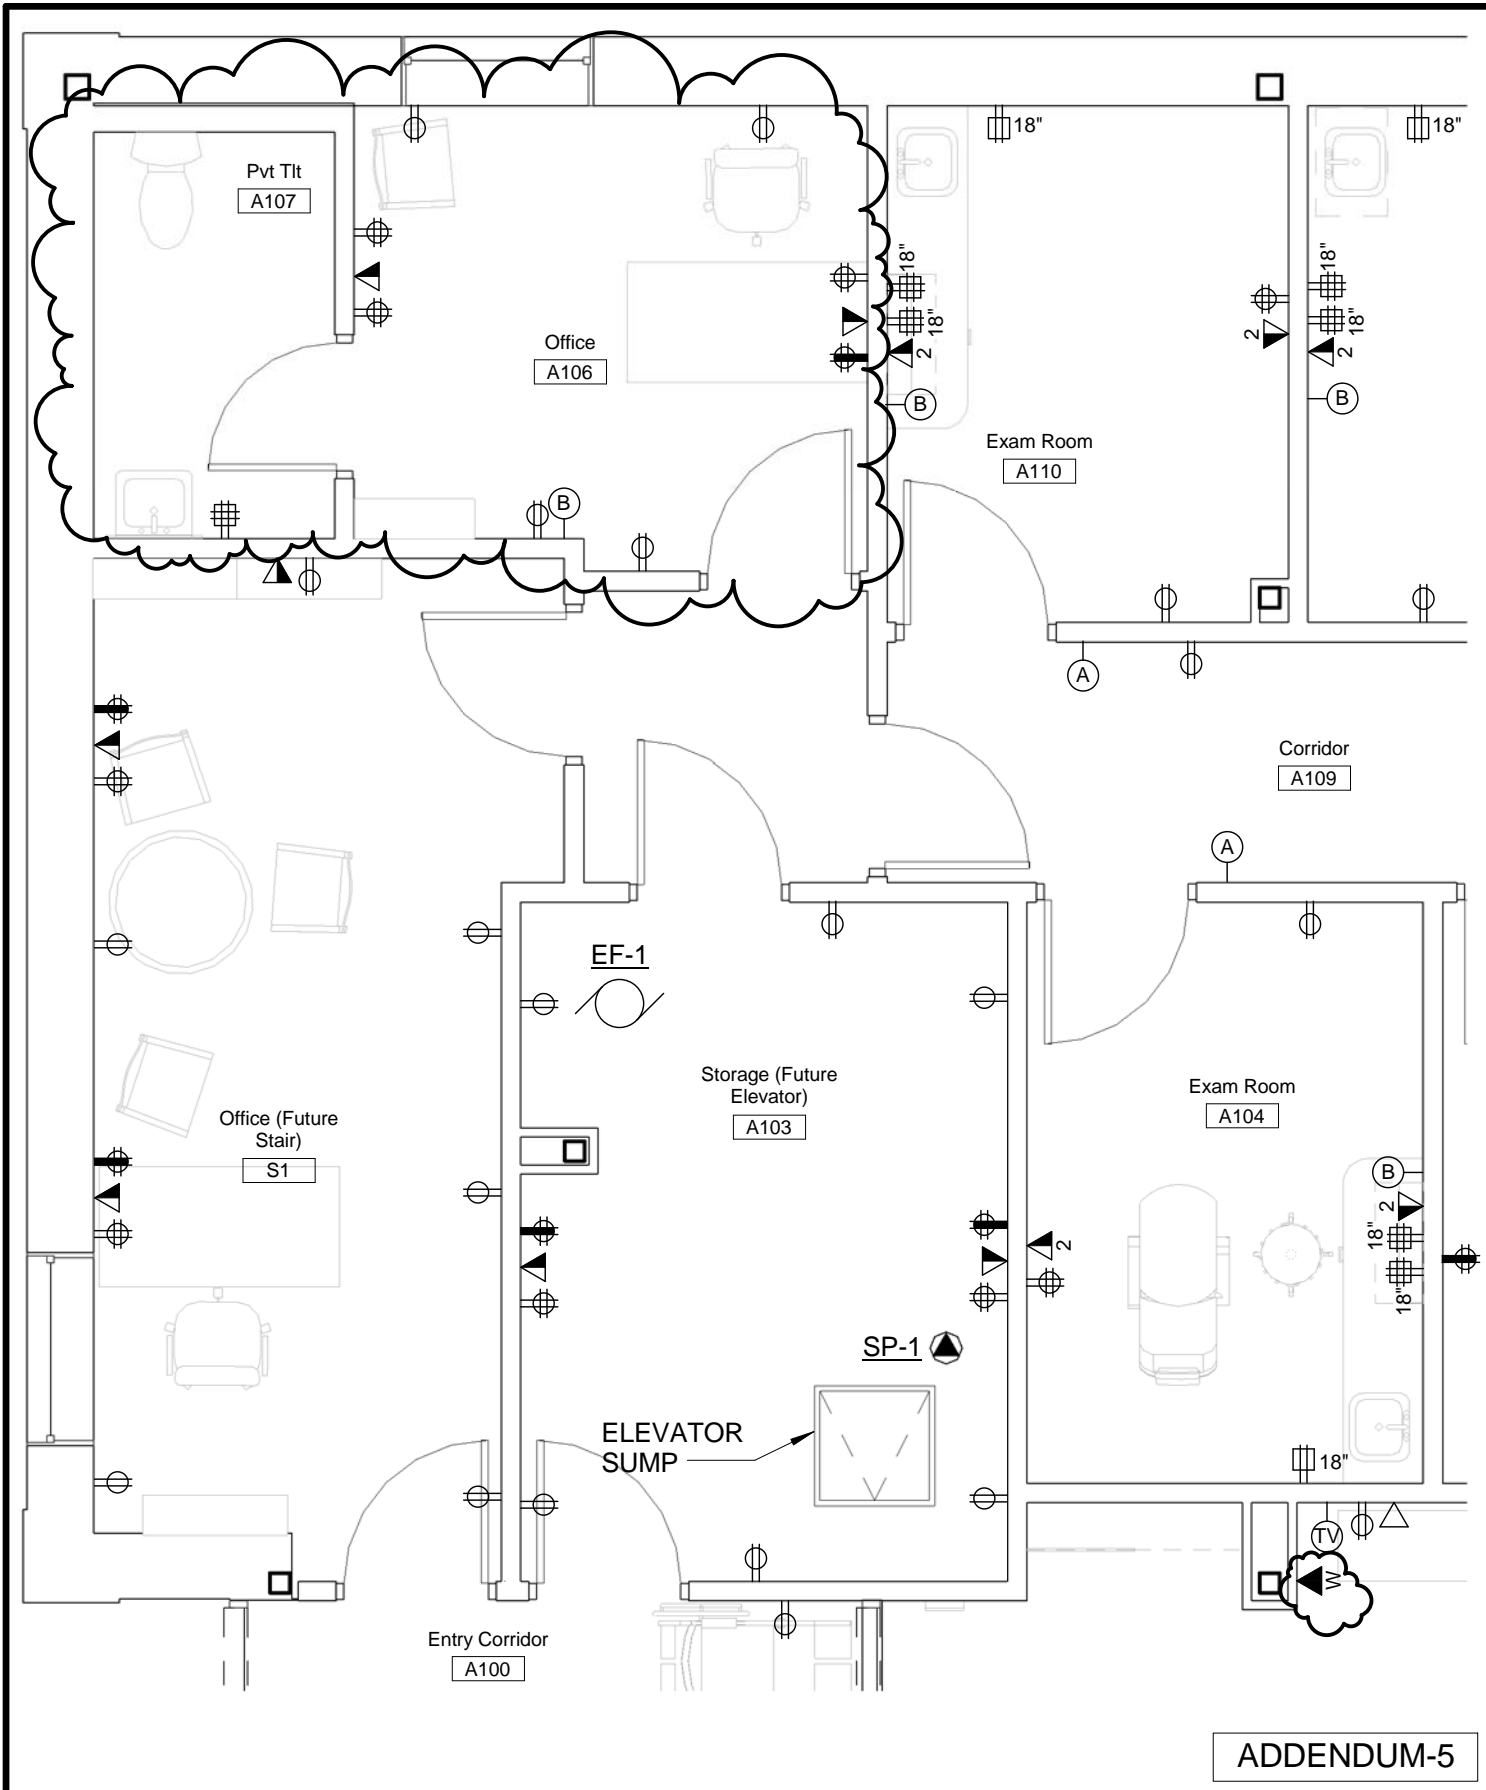 Pvt Tlt
A107
18"
18"
18"
18"
2
B
Office
A106
2
18"
18"
2
B
Exam Room
A110
B
A
Corridor
A109
A
EF-1
Storage (Future
Elevator)
A103
Exam Room
A104
Office (Future
Stair)
S1
B
2
18"
18"
2
SP-1
ELEVATOR
SUMP
18"
TV
W
Entry Corridor
A100
ADDENDUM-5